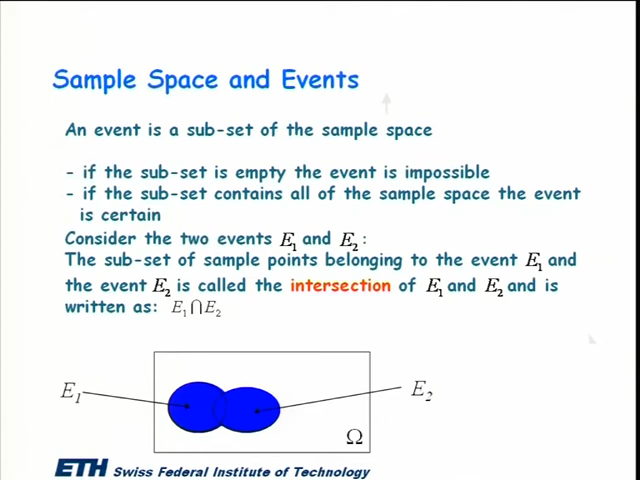 Sample Space and Events
An event is a sub-set of the sample space
- if the sub-set is empty the event is impossible
- if the sub-set contains all of the sample space the event
is certain
Consider the two events E₁ and E₂:
The sub-set of sample points belonging to the event E₁ and
the event E₂ is called the intersection of E₁ and E₂ and is
written as: E₁⋂E₂
E₁
E₂
Ω
ETH Swiss Federal Institute of Technology